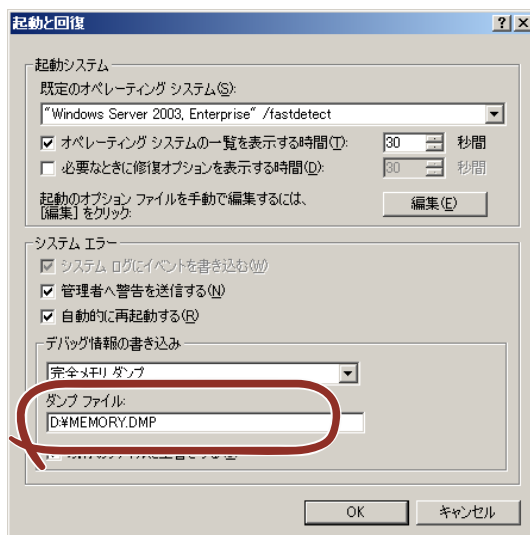 起動と回復
起動システム
既定のオペレーティング システム(S):
"Windows Server 2003, Enterprise" /fastdetect
オペレーティング システムの一覧を表示する時間(T): 30 秒間
必要なときに修復オプションを表示する時間(D): 30 秒間
起動のオプション ファイルを手動で編集するには、
[編集] をクリック: 編集(E)
システム エラー
システム ログにイベントを書き込む(W)
管理者へ警告を送信する(N)
自動的に再起動する(R)
デバッグ情報の書き込み
完全メモリ ダンプ
ダンプ ファイル:
D:¥MEMORY.DMP
OK キャンセル